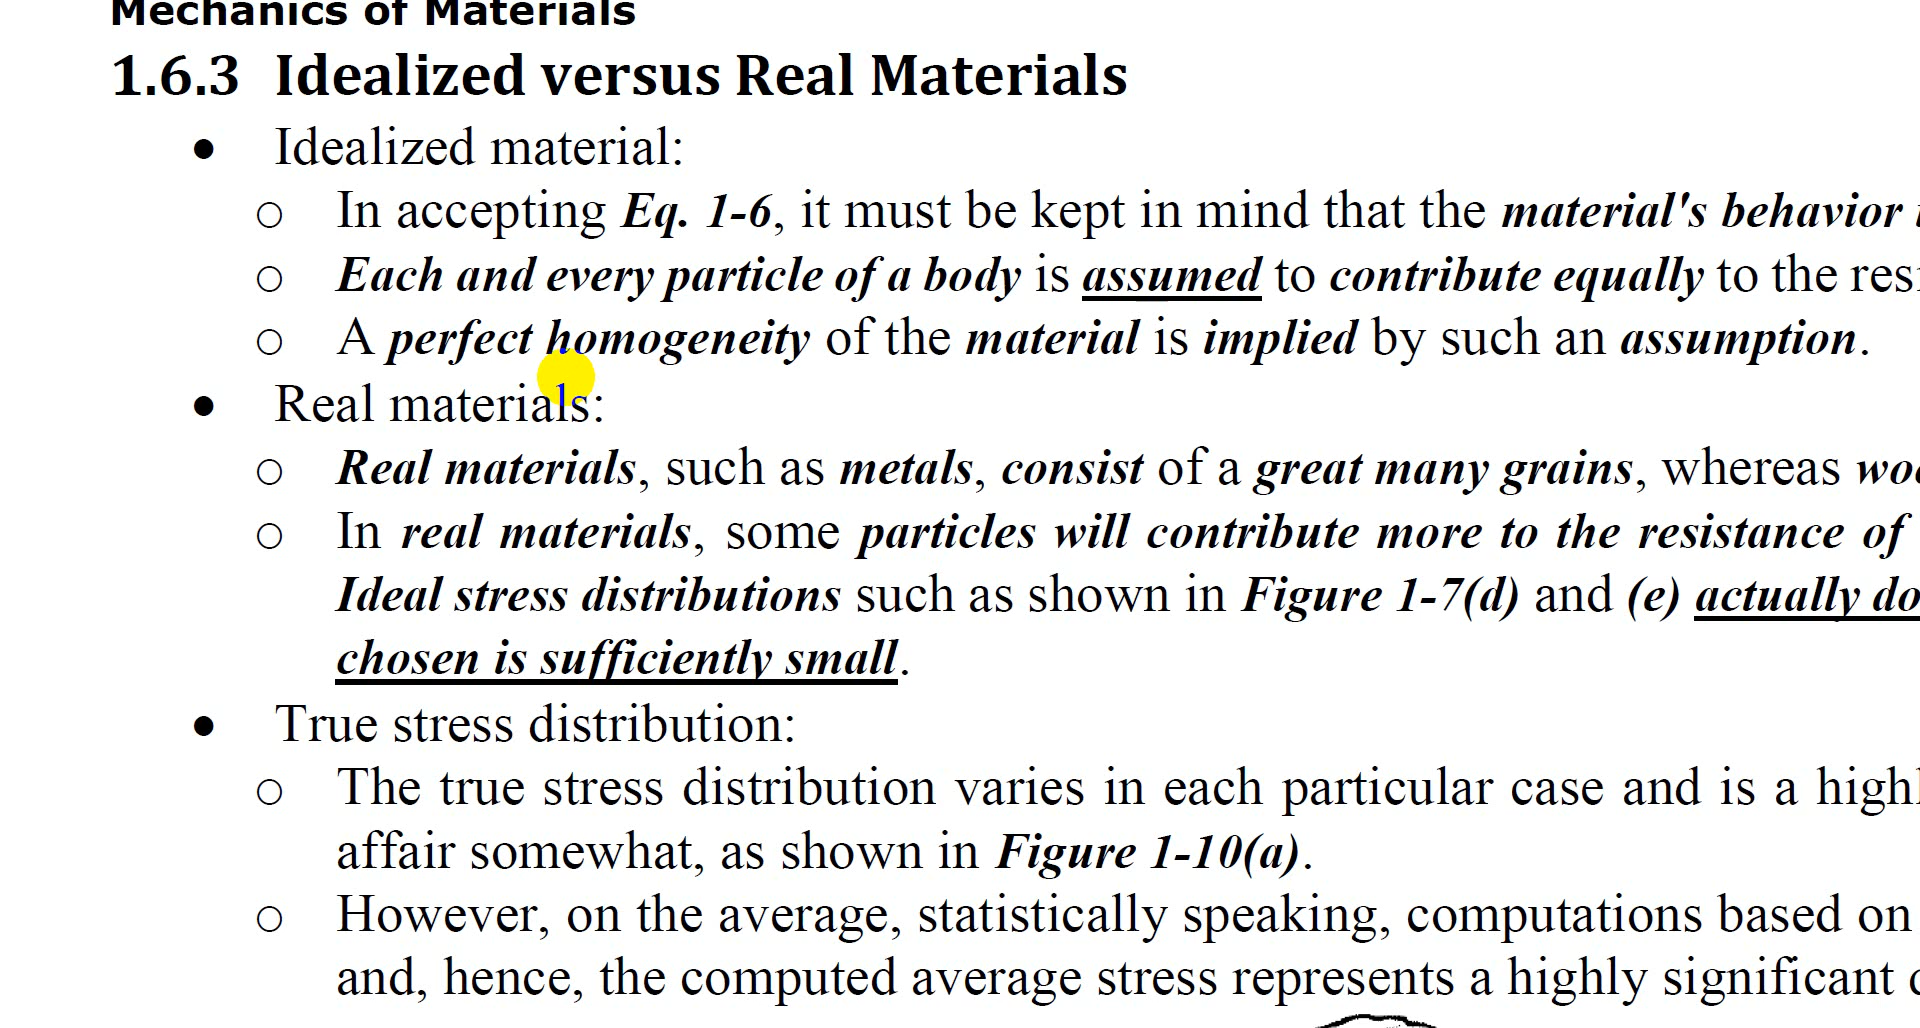 Mechanics of Materials
1.6.3 Idealized versus Real Materials
• Idealized material:
○ In accepting Eq. 1-6, it must be kept in mind that the material's behavior
○ Each and every particle of a body is assumed to contribute equally to the
○ A perfect homogeneity of the material is implied by such an assumption.
• Real materials:
○ Real materials, such as metals, consist of a great many grains, whereas
○ In real materials, some particles will contribute more to the resistance of
Ideal stress distributions such as shown in Figure 1-7(d) and (e) actually do
chosen is sufficiently small.
• True stress distribution:
○ The true stress distribution varies in each particular case and is a
affair somewhat, as shown in Figure 1-10(a).
○ However, on the average, statistically speaking, computations based on
and, hence, the computed average stress represents a highly significant